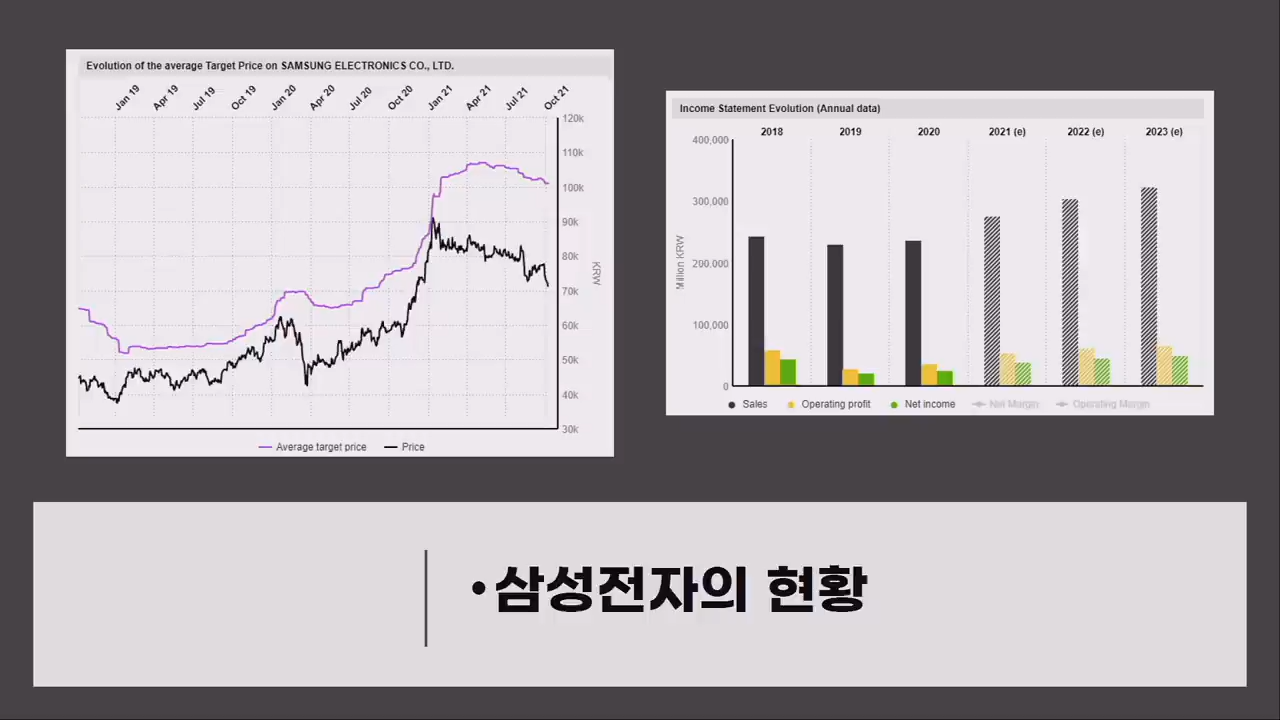 Evolution of the average Target Price on SAMSUNG ELECTRONICS CO., LTD.
Jan 19 Apr 19 Jul 19 Oct 19 Jan 20 Apr 20 Jul 20 Oct 20 Jan 21 Apr 21 Jul 21 Oct 21
120k
110k
100k
90k
80k
70k
60k
50k
40k
30k
KRW
Average target price Price
Income Statement Evolution (Annual data)
2018 2019 2020 2021 (e) 2022 (e) 2023 (e)
400,000
300,000
200,000
100,000
0
Million KRW
Sales Operating profit Net income Net Margin Operating Margin
•삼성전자의 현황